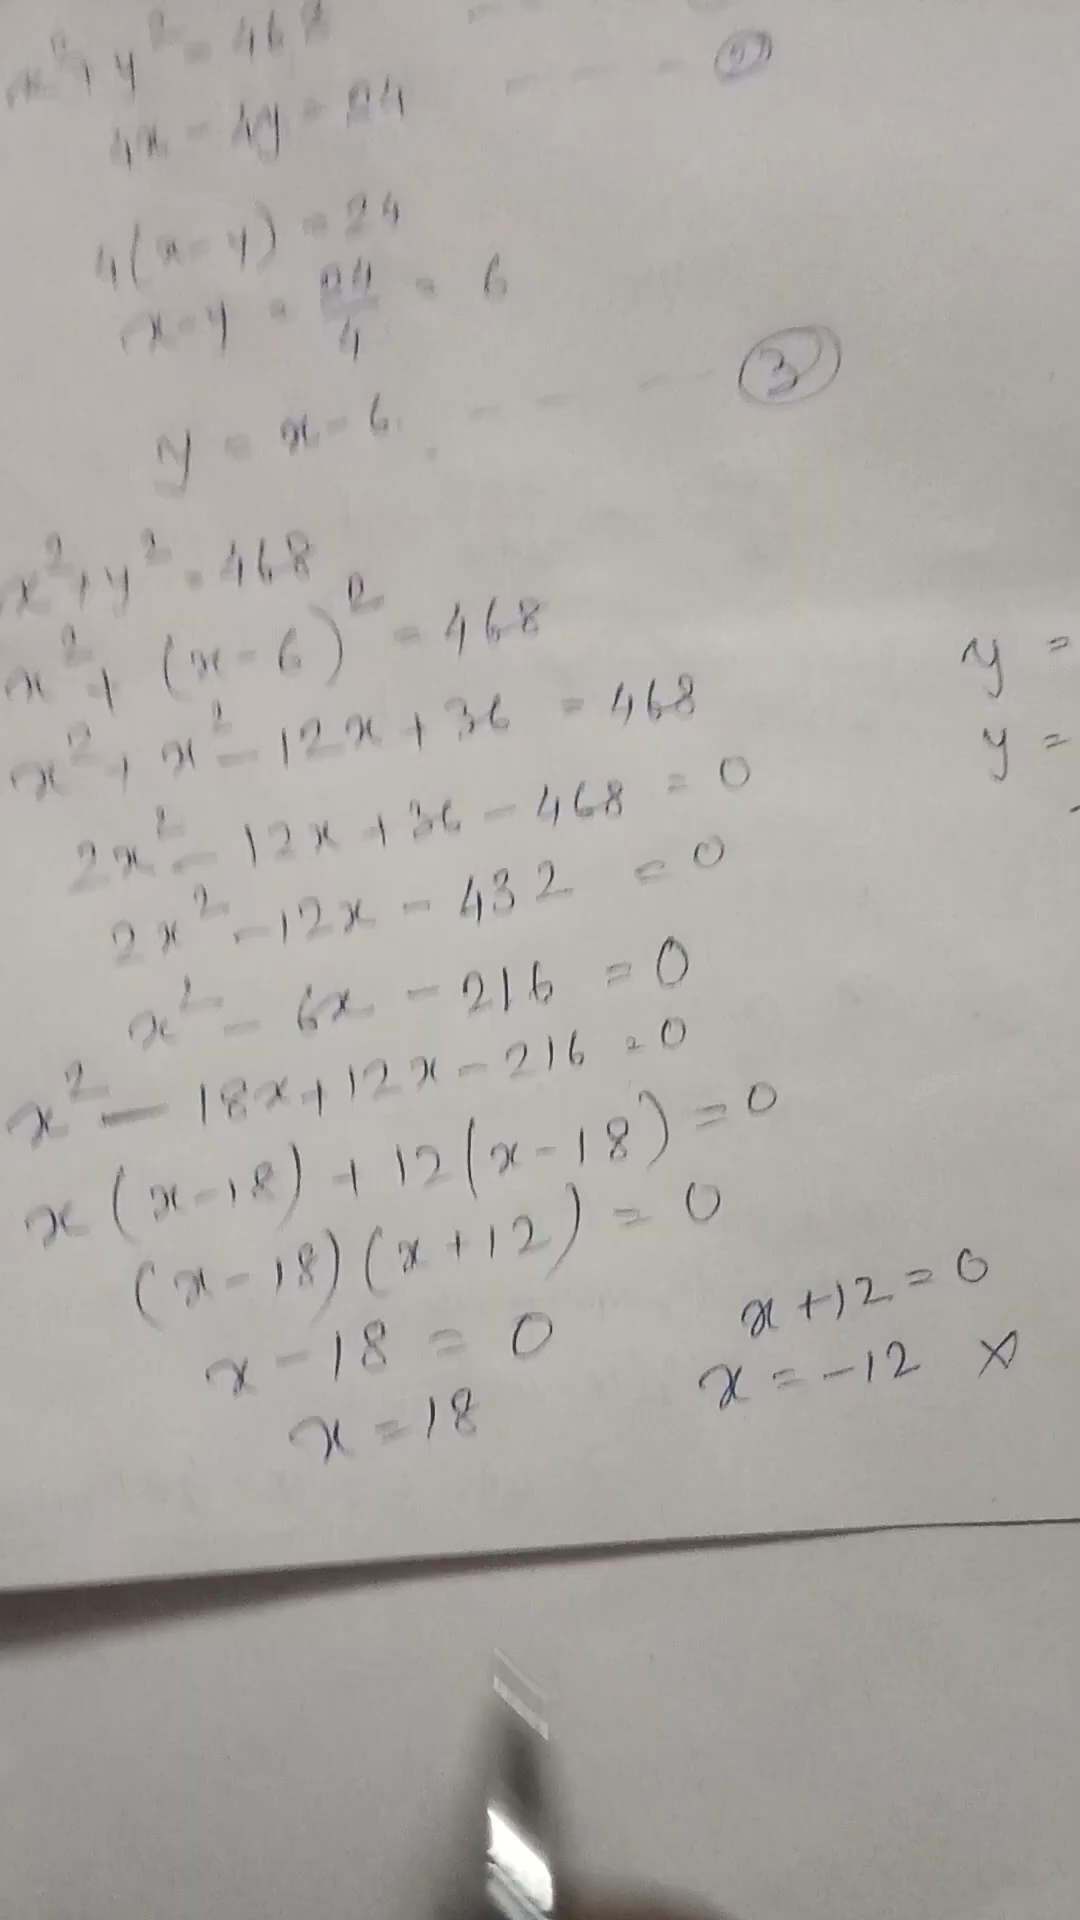 x² + y² = 468 - -
4x - 4y = 24 - - - ②
4(x-y) = 24
x-y = 24/4 = 6
y = x-6. - - - - ③
x² + y² = 468
x² + (x-6)² = 468
x² + x² - 12x + 36 = 468
2x² - 12x + 36 - 468 = 0
2x² - 12x - 432 = 0
x² - 6x - 216 = 0
x² - 18x + 12x - 216 = 0
x(x-18) + 12(x-18) = 0
(x-18)(x+12) = 0
x - 18 = 0
x = 18
x + 12 = 0
x = -12 ×
y =
y =